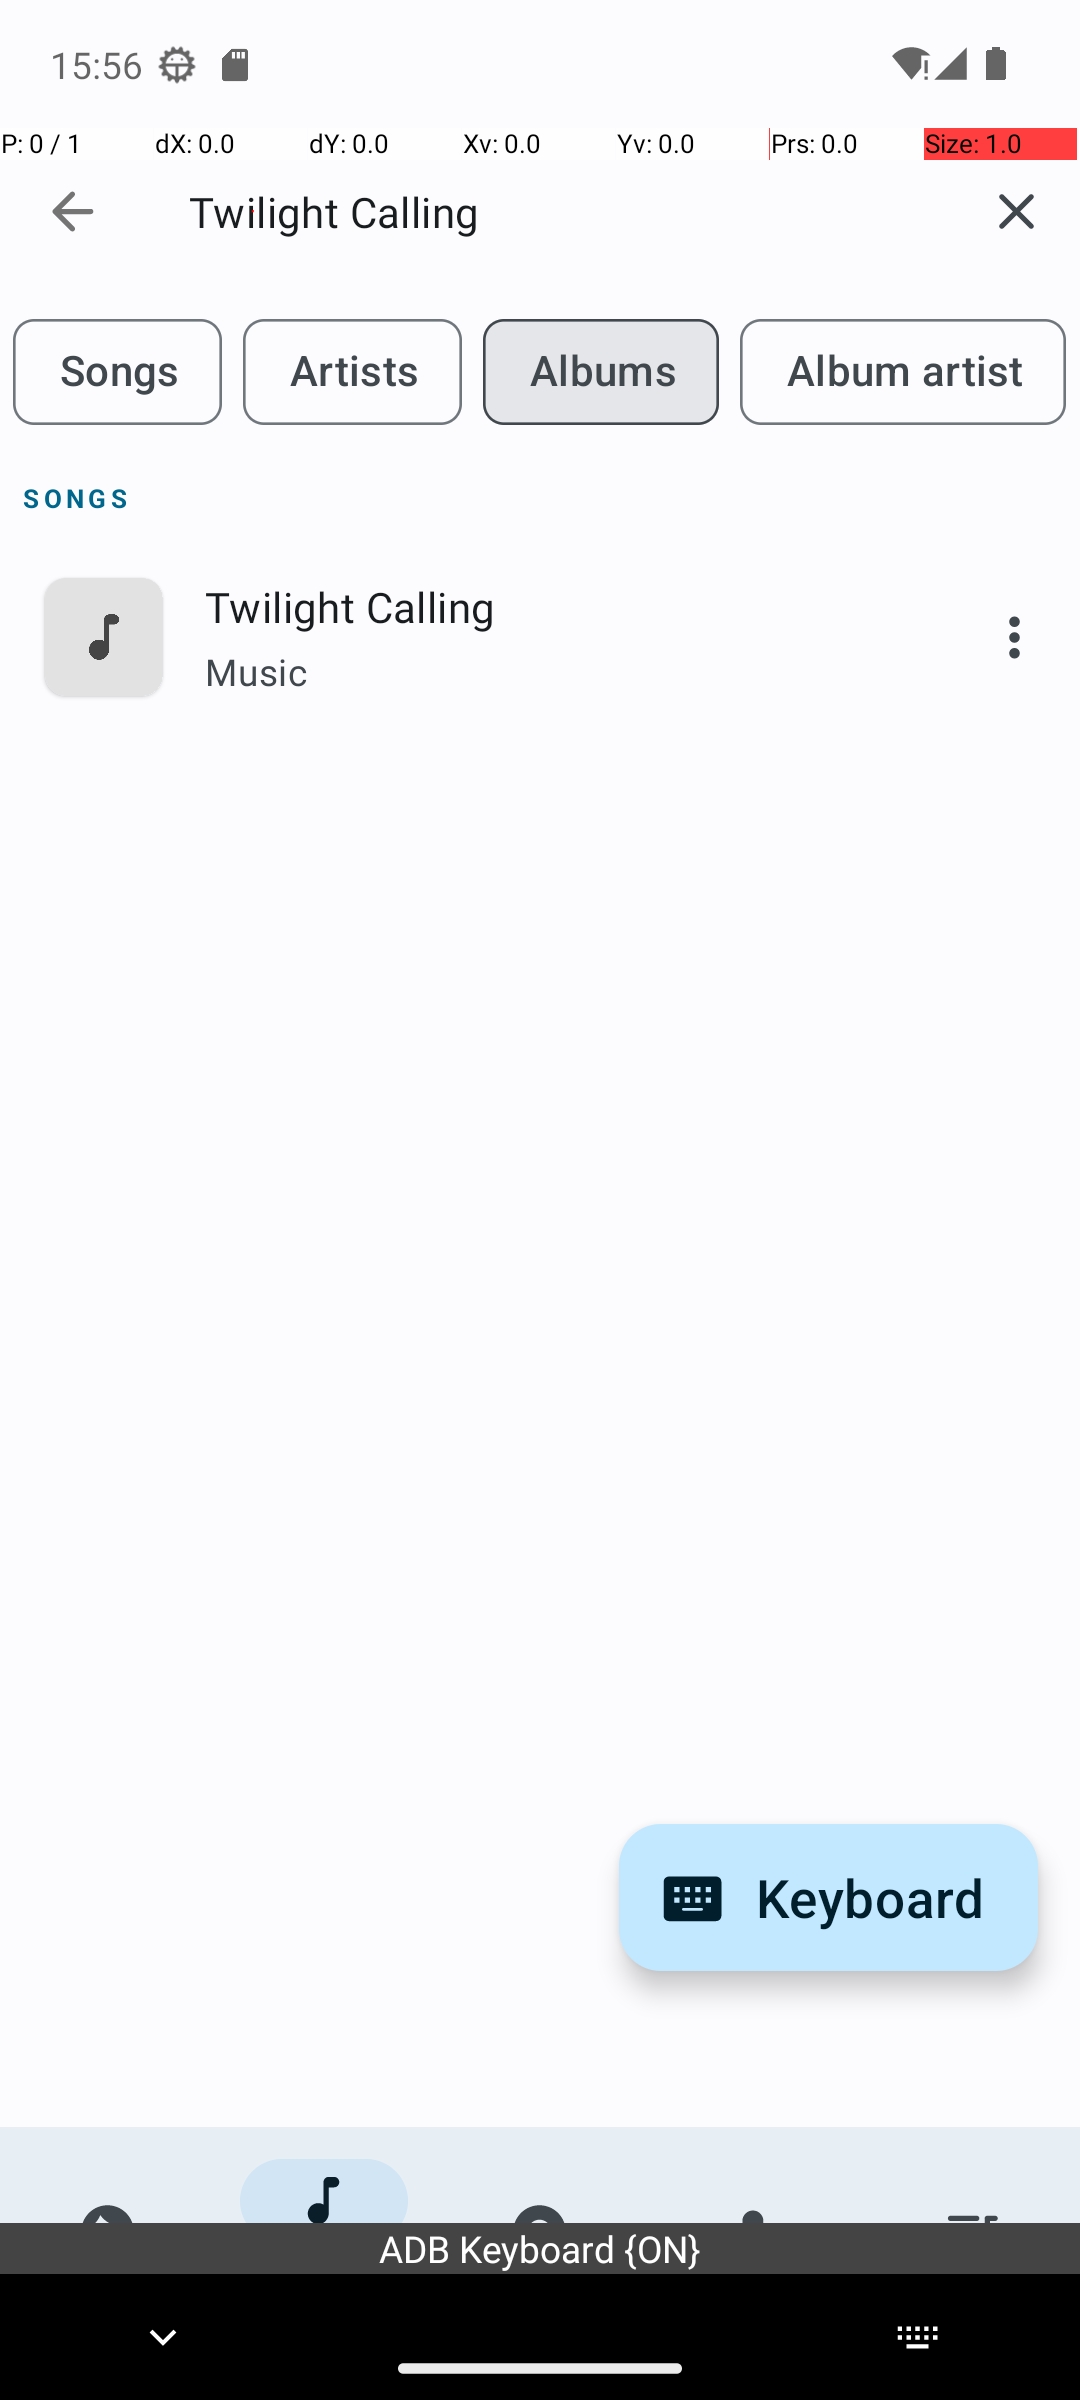 15:56
P: 0 / 1 dX: 0.0 dY: 0.0 Xv: 0.0 Yv: 0.0 Prs: 0.0 Size: 1.0
Twilight Calling
Songs Artists Albums Album artist
SONGS
Twilight Calling
Music
Keyboard
ADB Keyboard {ON}